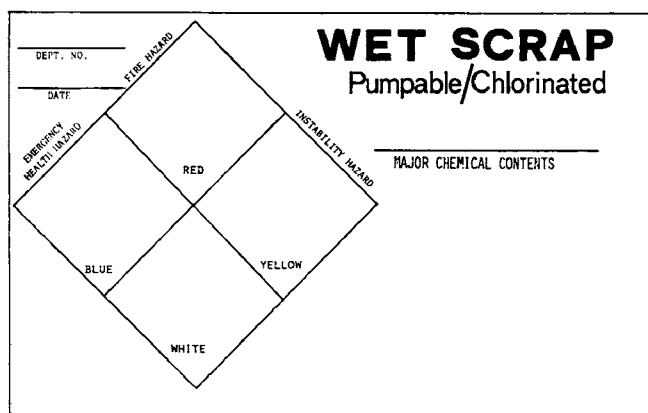 WET SCRAP
Pumpable/Chlorinated
DEPT. NO.
DATE
FIRE HAZARD
EMERGENCY
HEALTH HAZARD
INSTABILITY HAZARD
MAJOR CHEMICAL CONTENTS
RED
BLUE
YELLOW
WHITE